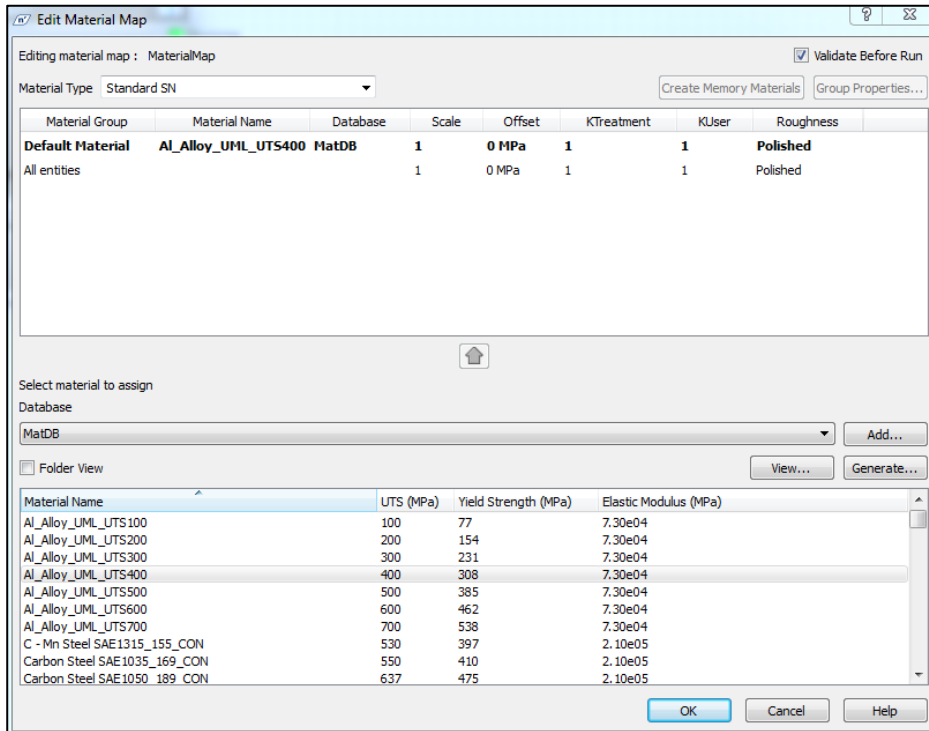 Edit Material Map
Editing material map : MaterialMap Validate Before Run
Material Type Standard SN Create Memory Materials Group Properties...
Material Group Material Name Database Scale Offset KTreatment KUser Roughness
Default Material Al_Alloy_UML_UTS400 MatDB 1 0 MPa 1 1 Polished
All entities 1 0 MPa 1 1 Polished
Select material to assign
Database
MatDB Add...
Folder View View... Generate...
Material Name UTS (MPa) Yield Strength (MPa) Elastic Modulus (MPa)
Al_Alloy_UML_UTS100 100 77 7.30e04
Al_Alloy_UML_UTS200 200 154 7.30e04
Al_Alloy_UML_UTS300 300 231 7.30e04
Al_Alloy_UML_UTS400 400 308 7.30e04
Al_Alloy_UML_UTS500 500 385 7.30e04
Al_Alloy_UML_UTS600 600 462 7.30e04
Al_Alloy_UML_UTS700 700 538 7.30e04
C - Mn Steel SAE1315_155_CON 530 397 2.10e05
Carbon Steel SAE1035_169_CON 550 410 2.10e05
Carbon Steel SAE1050_189_CON 637 475 2.10e05
OK Cancel Help